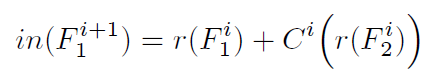 in(F_1^{i+1}) = r(F_1^i) + C^i(r(F_2^i))